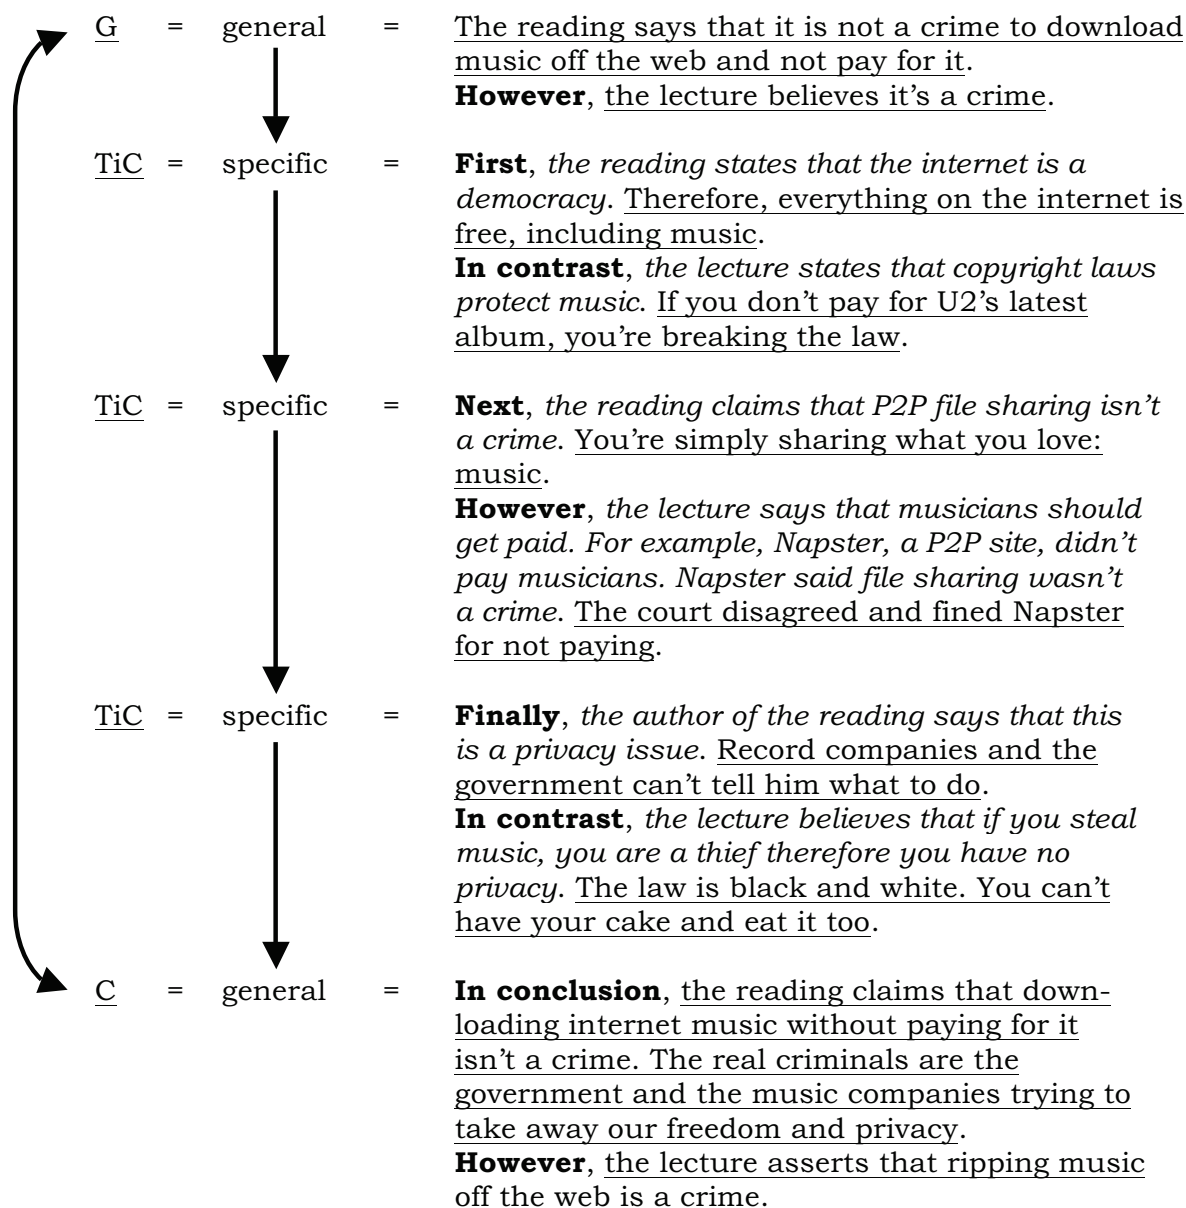 G = general = The reading says that it is not a crime to download
music off the web and not pay for it.
However, the lecture believes it's a crime.
TiC = specific = First, the reading states that the internet is a
democracy. Therefore, everything on the internet is
free, including music.
In contrast, the lecture states that copyright laws
protect music. If you don't pay for U2's latest
album, you're breaking the law.
TiC = specific = Next, the reading claims that P2P file sharing isn't
a crime. You're simply sharing what you love:
music.
However, the lecture says that musicians should
get paid. For example, Napster, a P2P site, didn't
pay musicians. Napster said file sharing wasn't
a crime. The court disagreed and fined Napster
for not paying.
TiC = specific = Finally, the author of the reading says that this
is a privacy issue. Record companies and the
government can't tell him what to do.
In contrast, the lecture believes that if you steal
music, you are a thief therefore you have no
privacy. The law is black and white. You can't
have your cake and eat it too.
C = general = In conclusion, the reading claims that down-
loading internet music without paying for it
isn't a crime. The real criminals are the
government and the music companies trying to
take away our freedom and privacy.
However, the lecture asserts that ripping music
off the web is a crime.